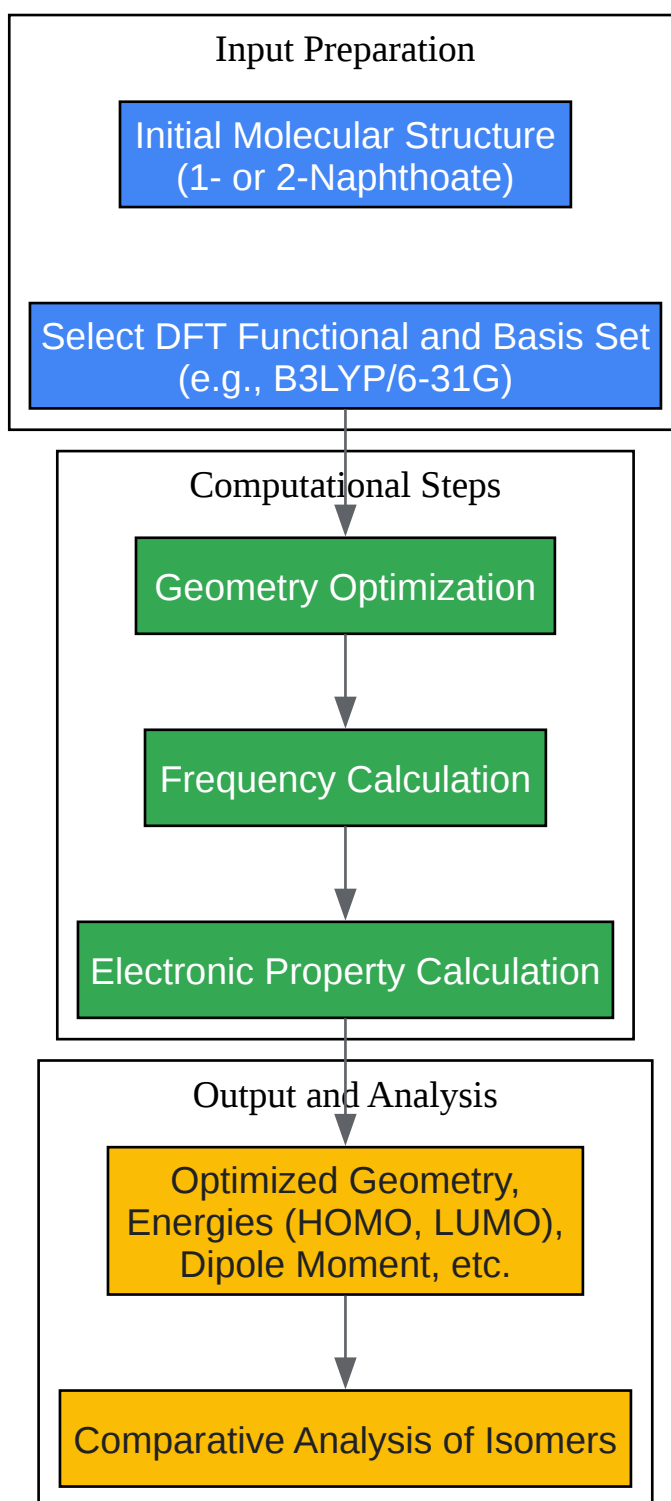 Input Preparation
Initial Molecular Structure
(1- or 2-Naphthoate)
Select DFT Functional and Basis Set
(e.g., B3LYP/6-31G)
Computational Steps
Geometry Optimization
Frequency Calculation
Electronic Property Calculation
Output and Analysis
Optimized Geometry,
Energies (HOMO, LUMO),
Dipole Moment, etc.
Comparative Analysis of Isomers